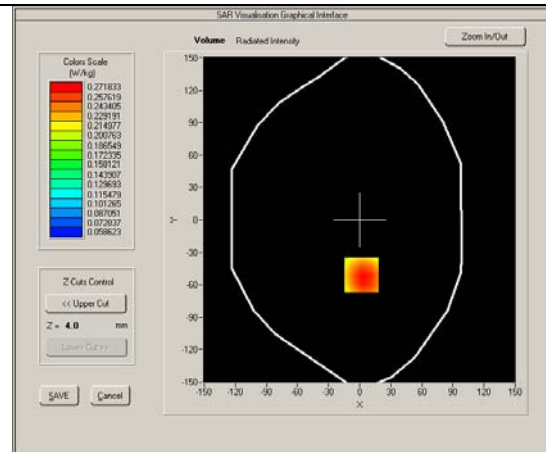 SAR Visualisation Graphical Interface
Volume Radiated Intensity
Zoom In/Out
Colors Scale
(W/kg)
0.271833
0.257619
0.243405
0.229191
0.214977
0.200763
0.186549
0.172335
0.158121
0.143907
0.129693
0.115479
0.101265
0.087051
0.072837
0.058623
Z Cuts Control
<< Upper Cut
Z = 4.0 mm
Lower Cut >>
SAVE Cancel
150-
120-
90-
60-
30-
0-
-30-
-60-
-90-
-120-
-150-
Y
-150 -120 -90 -60 -30 0 30 60 90 120 150
X